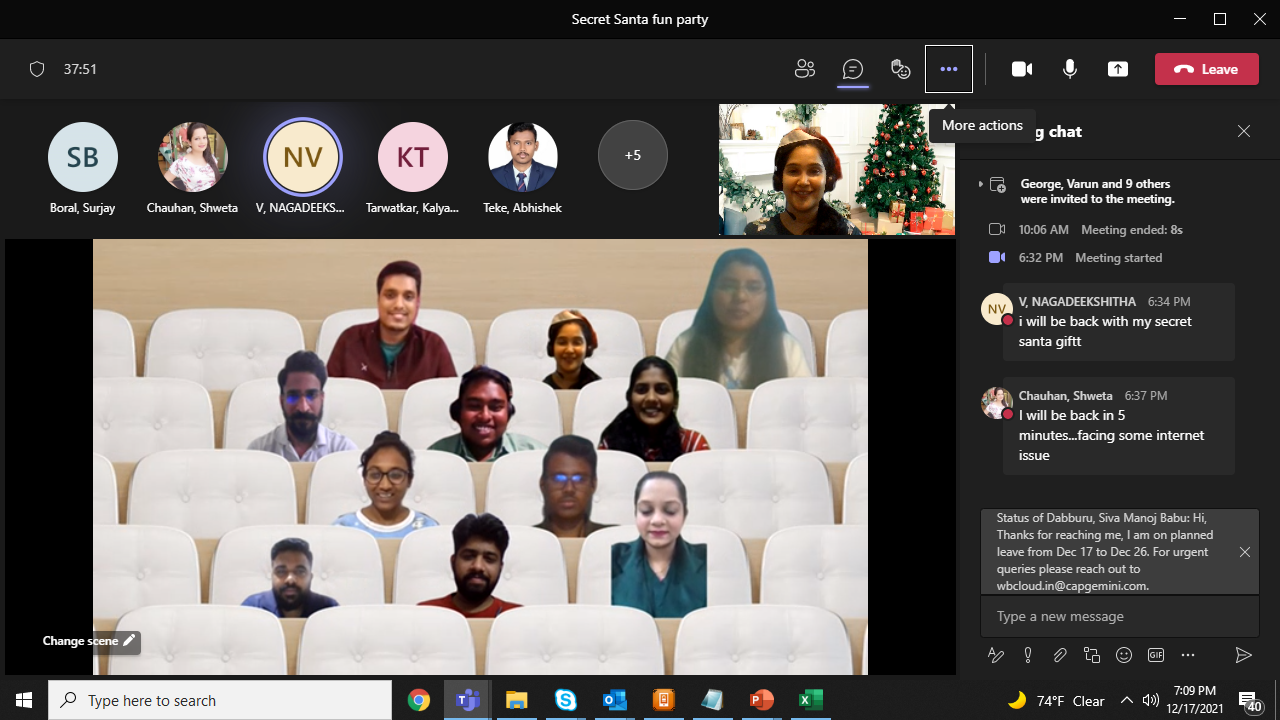 Secret Santa fun party
37:51
Leave
More actions
g chat
SB
NV
KT
+5
Boral, Surjay
Chauhan, Shweta
V, NAGADEEKS...
Tarwatkar, Kalya...
Teke, Abhishek
George, Varun and 9 others
were invited to the meeting.
10:06 AM Meeting ended: 8s
6:32 PM Meeting started
NV
V, NAGADEEKSHITHA 6:34 PM
i will be back with my secret
santa giftt
Chauhan, Shweta 6:37 PM
I will be back in 5
minutes...facing some internet
issue
Status of Dabburu, Siva Manoj Babu: Hi,
Thanks for reaching me, I am on planned
leave from Dec 17 to Dec 26. For urgent
queries please reach out to
wbcloud.in@capgemini.com.
Type a new message
GIF
Change scene
Type here to search
74°F Clear
7:09 PM
12/17/2021
40